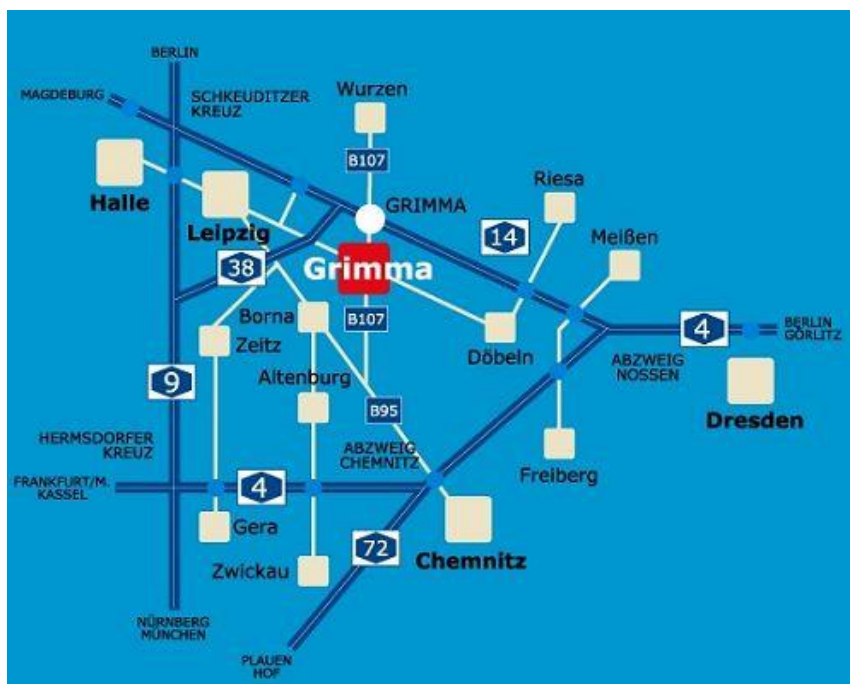 BERLIN
MAGDEBURG
SCHKEUDITZER
KREUZ
Wurzen
B107
Halle
Leipzig
GRIMMA
Riesa
14
Meißen
38
Grimma
Borna
B107
Zeitz
Döbeln
4
BERLIN
GÖRLITZ
ABZWEIG
NOSSEN
9
Altenburg
Dresden
B95
HERMSDORFER
KREUZ
ABZWEIG
CHEMNITZ
Freiberg
FRANKFURT/M.
KASSEL
4
Gera
72
Chemnitz
Zwickau
NÜRNBERG
MÜNCHEN
PLAUEN
HOF